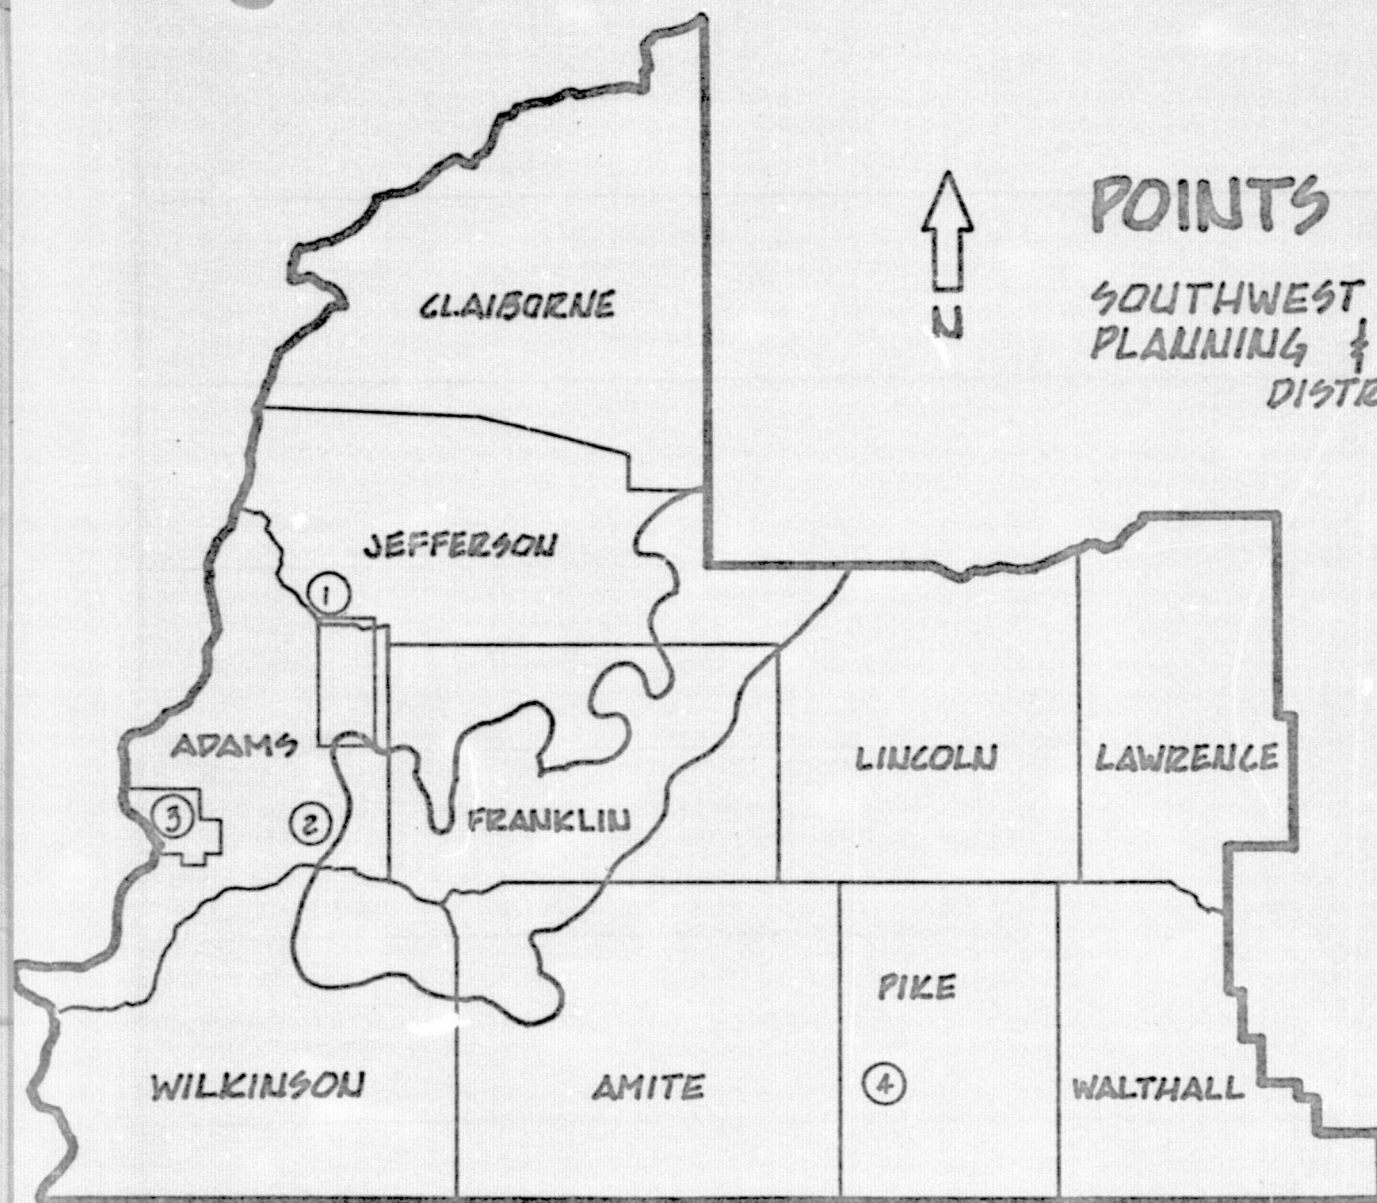 POINTS
SOUTHWEST
PLANNING &
DISTR
N
CLAIBORNE
JEFFERSON
1
ADAMS
LINCOLN
LAWRENCE
3
2
FRANKLIN
PIKE
WILKINSON
AMITE
4
WALTHALL